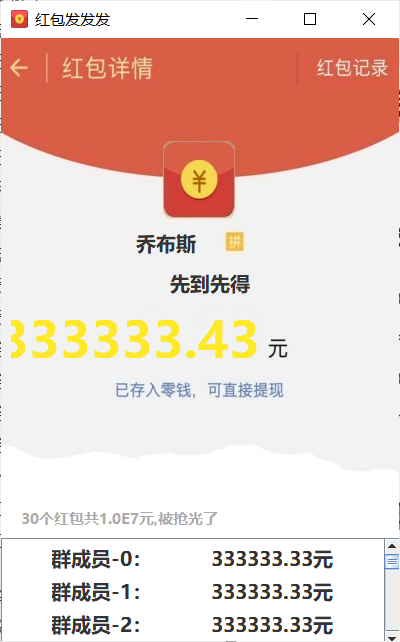 红包发发发
红包详情 红包记录
¥
乔布斯 拼
先到先得
333333.43 元
已存入零钱，可直接提现
30个红包共1.0E7元,被抢光了
群成员-0： 333333.33元
群成员-1： 333333.33元
群成员-2： 333333.33元